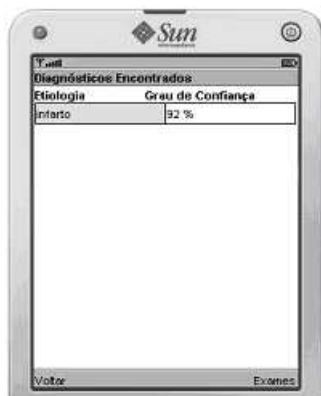 Sun
Diagnósticos Encontrados
Etiologia Grau de Confiança
infarto 92 %
Voltar Exames